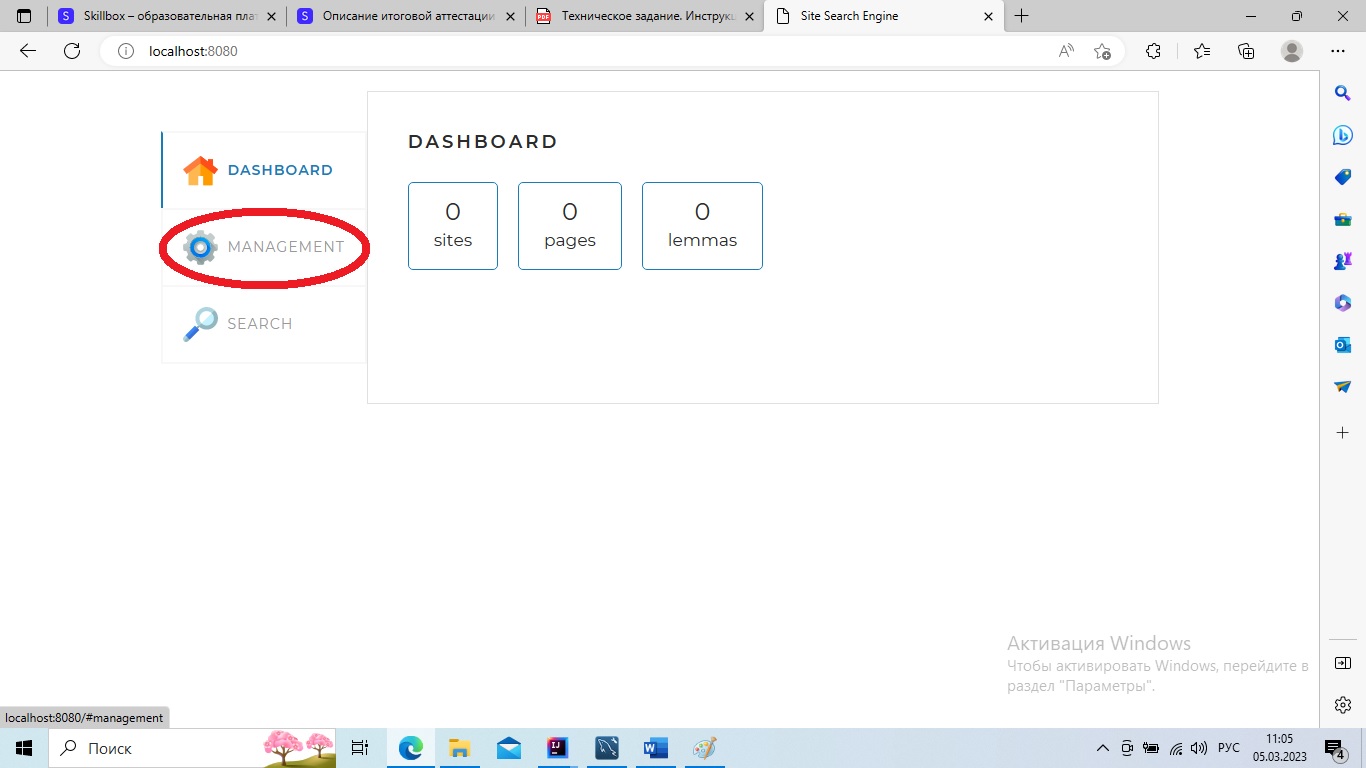 Skillbox – образовательная плат
Описание итоговой аттестации
Техническое задание. Инструкц
Site Search Engine
localhost:8080
DASHBOARD
DASHBOARD
0
sites
0
pages
0
lemmas
MANAGEMENT
SEARCH
Активация Windows
Чтобы активировать Windows, перейдите в
раздел "Параметры".
localhost:8080/#management
Поиск
РУС
11:05
05.03.2023
4